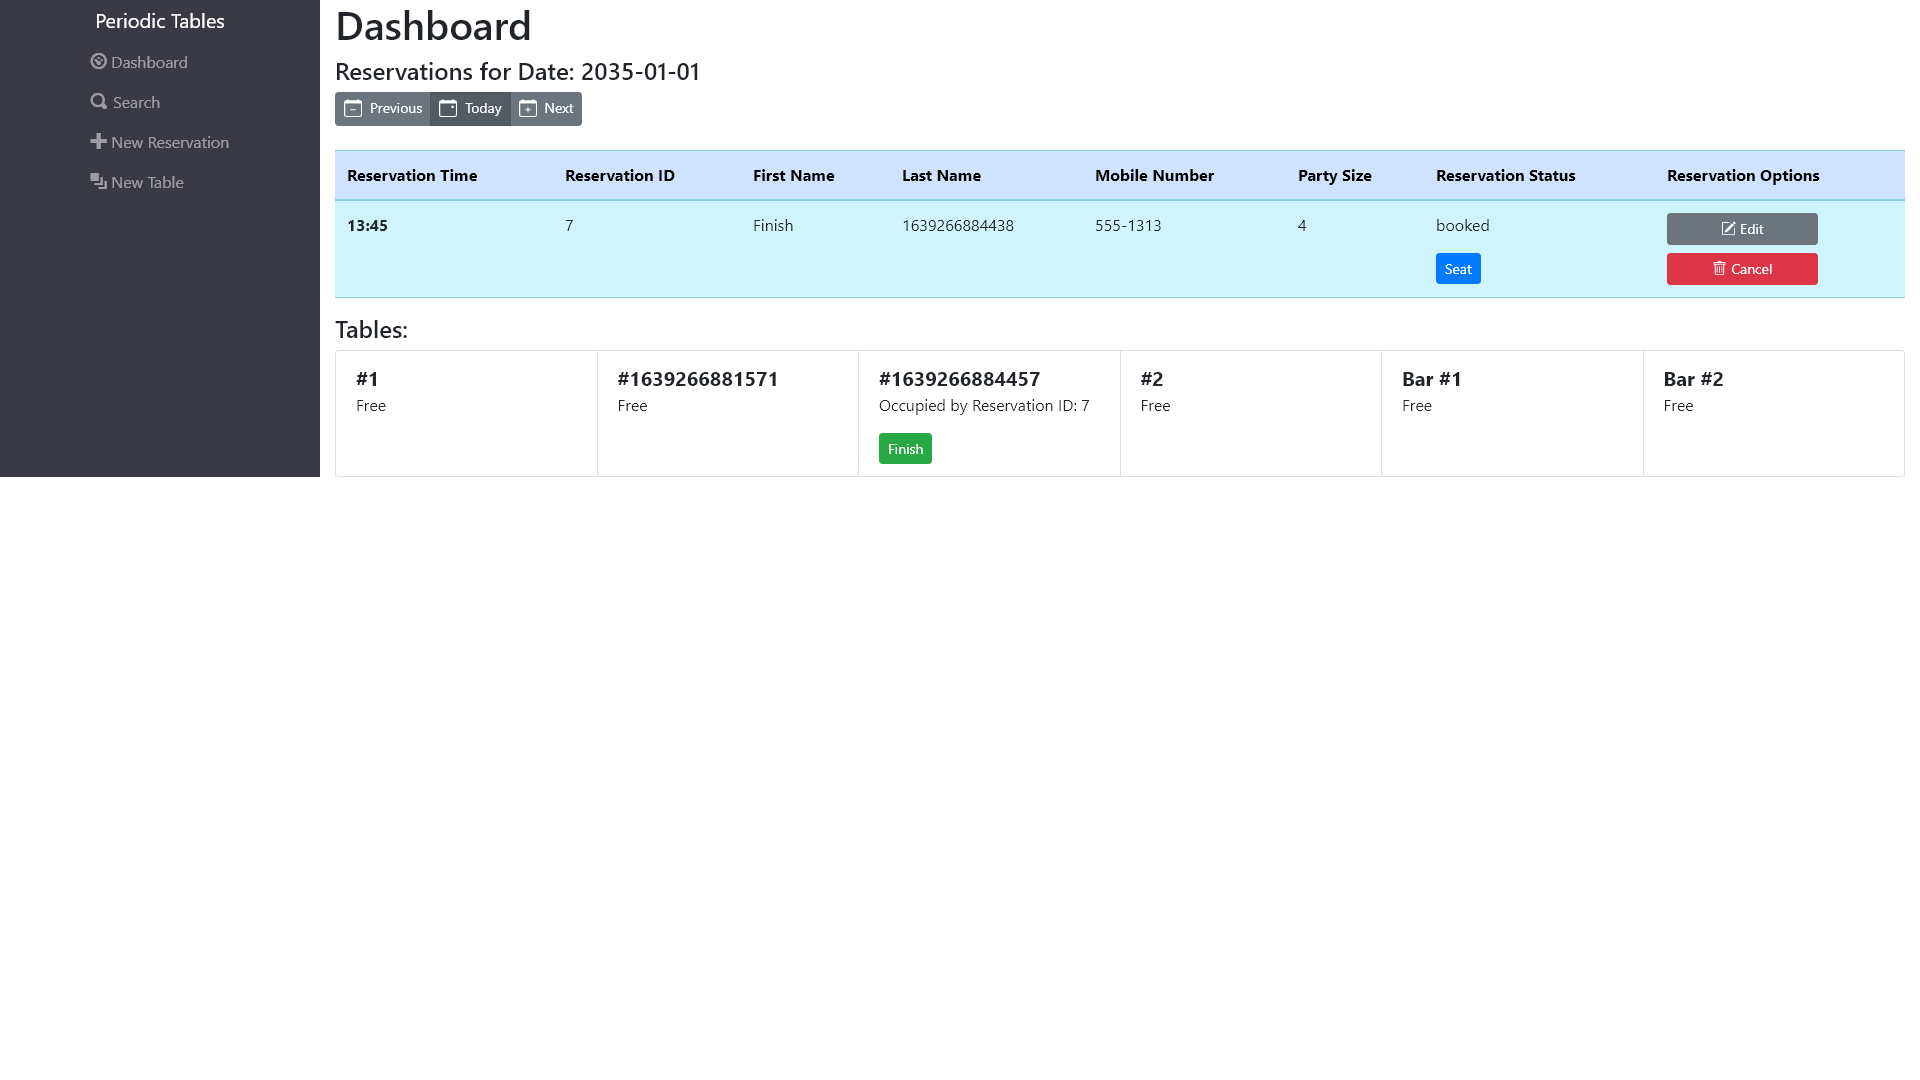 Periodic Tables
Dashboard
Search
New Reservation
New Table
Dashboard
Reservations for Date: 2035-01-01
Previous Today Next
Reservation Time Reservation ID First Name Last Name Mobile Number Party Size Reservation Status Reservation Options
13:45 7 Finish 1639266884438 555-1313 4 booked Edit
Seat Cancel
Tables:
#1 #1639266881571 #1639266884457 #2 Bar #1 Bar #2
Free Free Occupied by Reservation ID: 7 Free Free Free
Finish